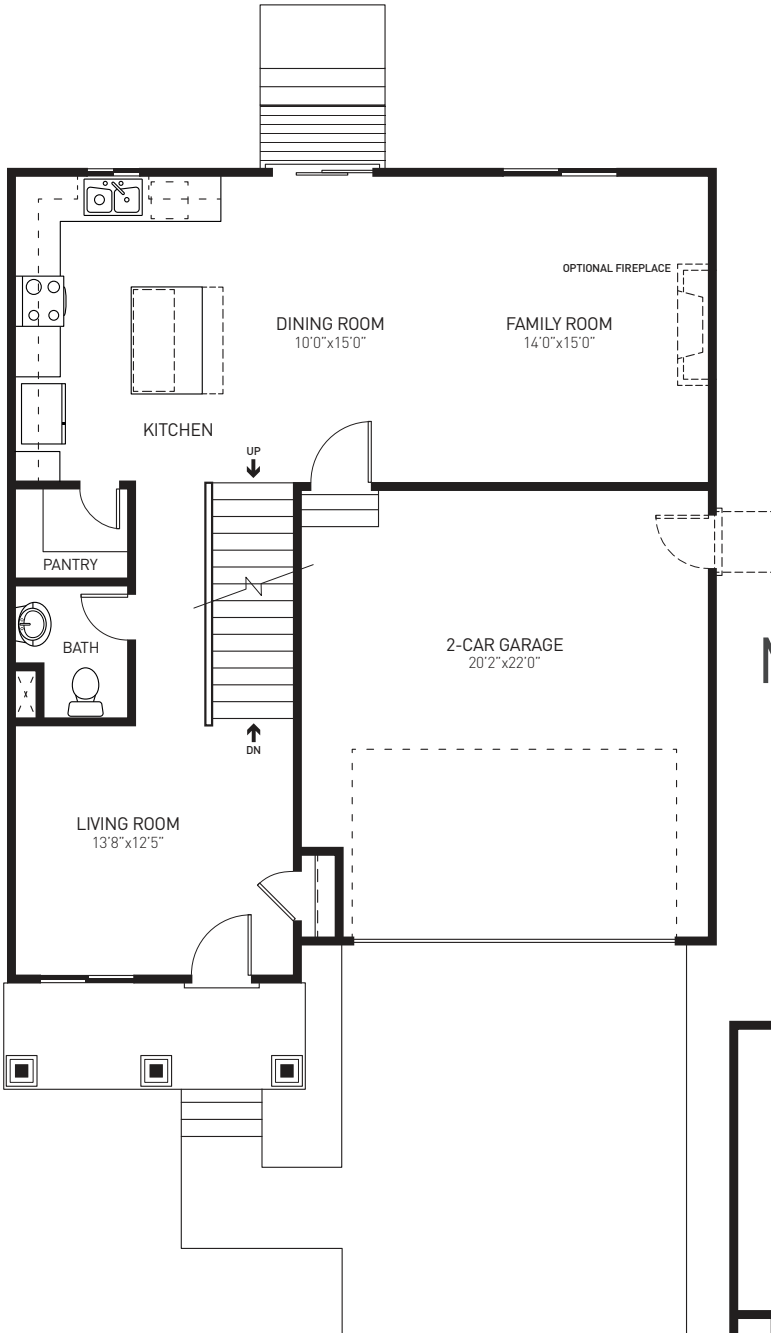 OPTIONAL FIREPLACE
DINING ROOM
10'0"x15'0"
FAMILY ROOM
14'0"x15'0"
KITCHEN
UP
PANTRY
BATH
2-CAR GARAGE
20'2"x22'0"
DN
LIVING ROOM
13'8"x12'5"